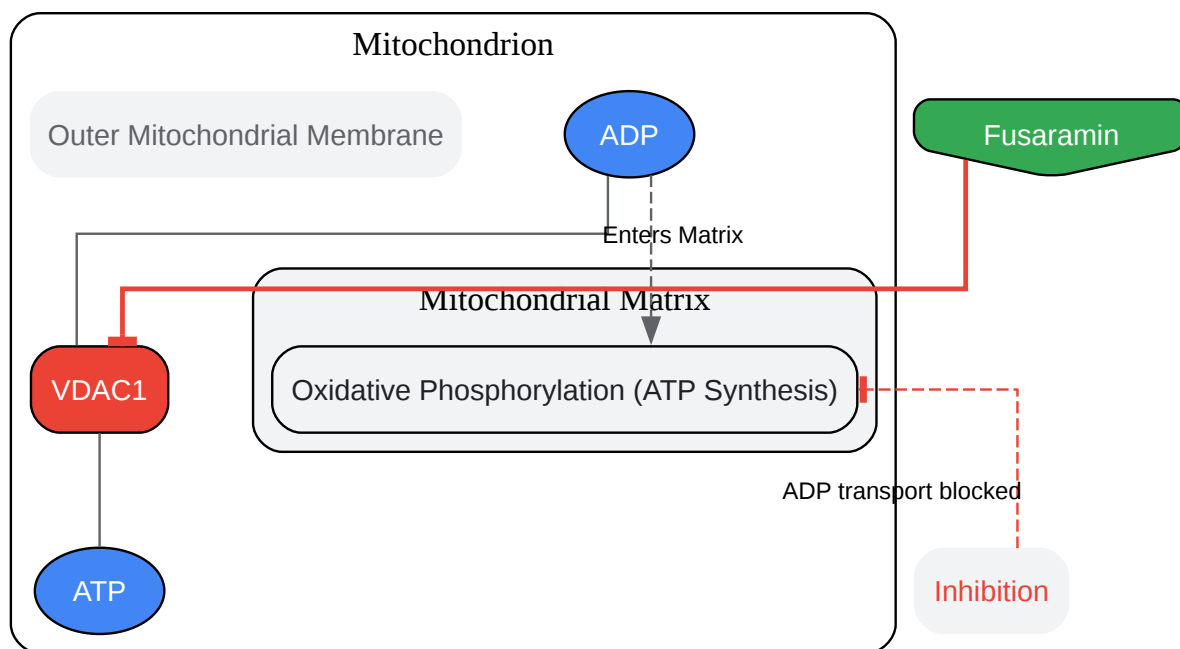 Mitochondrion
Outer Mitochondrial Membrane
ADP
Fusaramin
Enters Matrix
Mitochondrial Matrix
VDAC1
Oxidative Phosphorylation (ATP Synthesis)
ADP transport blocked
ATP
Inhibition